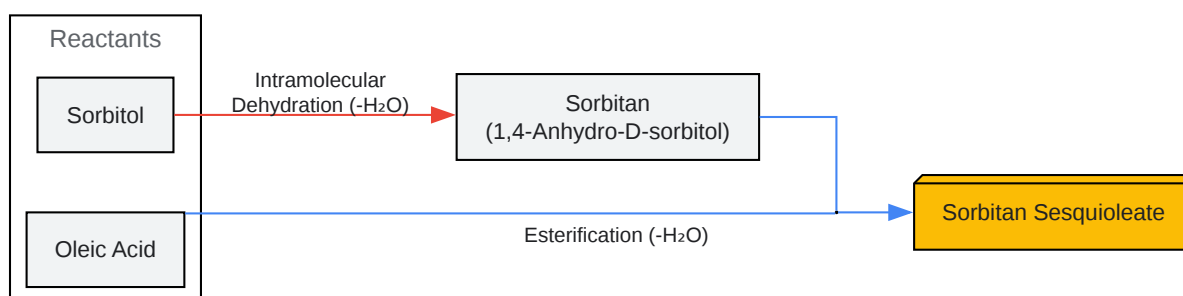 Reactants
Sorbitol
Intramolecular
Dehydration (-H₂O)
Sorbitan
(1,4-Anhydro-D-sorbitol)
Oleic Acid
Esterification (-H₂O)
Sorbitan Sesquioleate